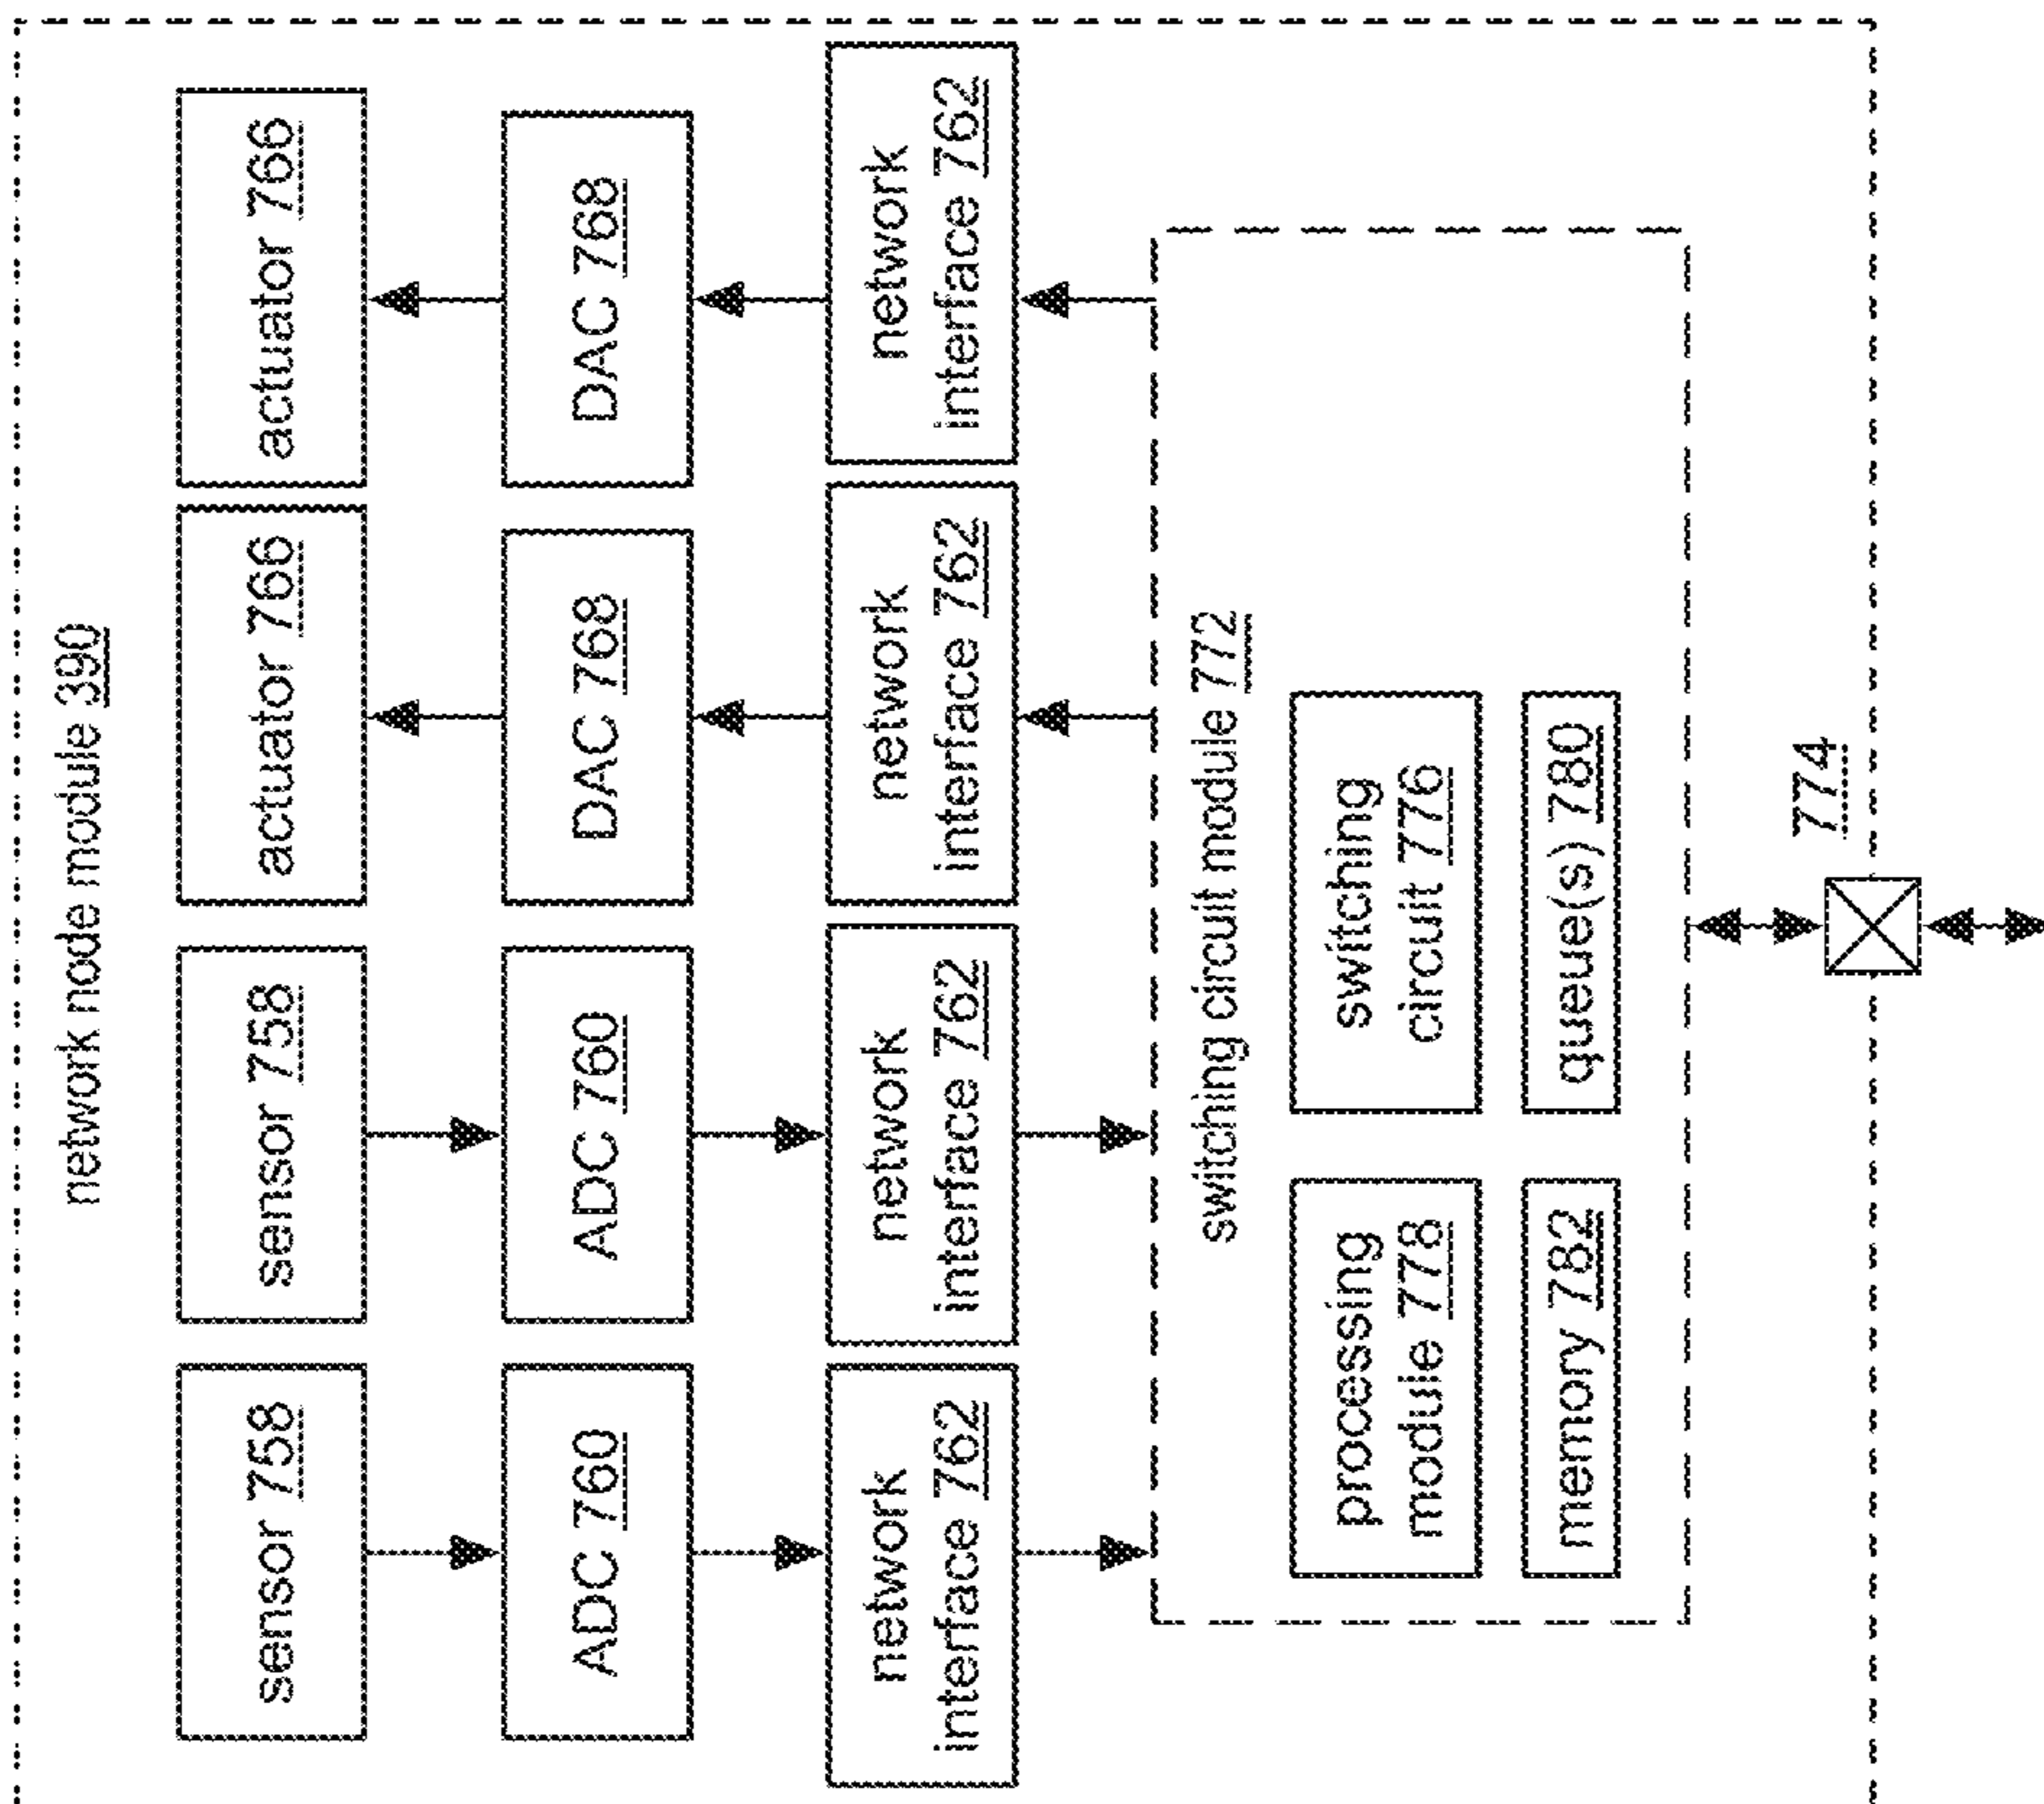 network node module 390
sensor 758
sensor 758
actuator 766
actuator 766
ADC 760
ADC 760
DAC 768
DAC 768
network
interface 762
network
interface 762
network
interface 762
network
interface 762
switching circuit module 772
processing
module 778
switching
circuit 776
memory 782
queue(s) 780
774